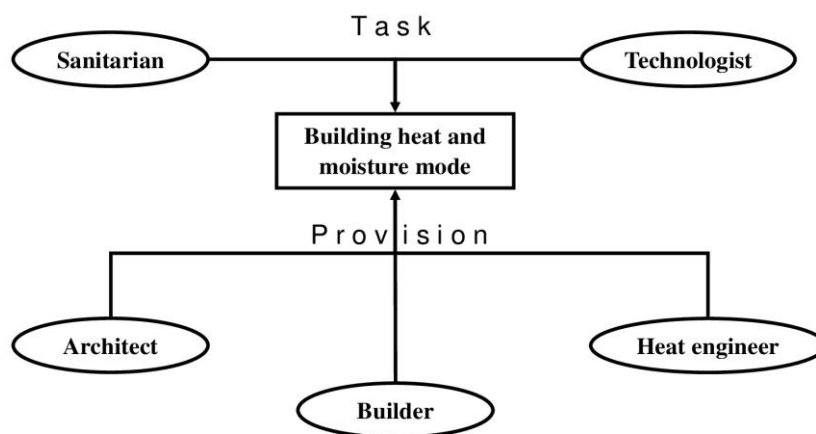 Task
Sanitarian
Technologist
Building heat and
moisture mode
Provision
Architect
Heat engineer
Builder